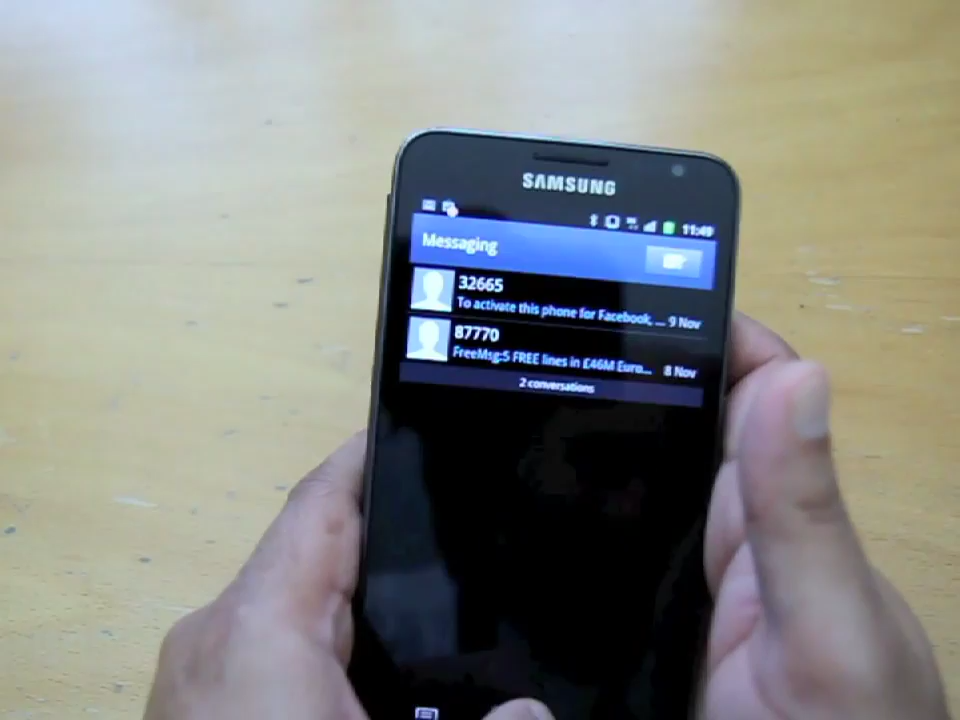 SAMSUNG
11:49
Messaging
32665
To activate this phone for Facebook, ... 9 Nov
87770
FreeMsg:5 FREE lines in £46M Euro... 8 Nov
2 conversations